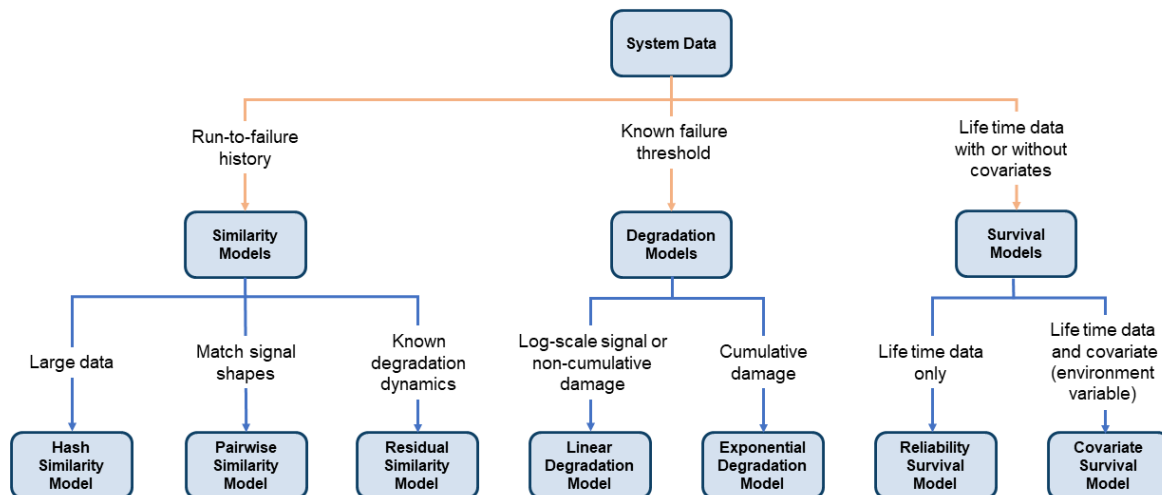 System Data
Run-to-failure
history
Known failure
threshold
Life time data
with or without
covariates
Similarity
Models
Degradation
Models
Survival
Models
Large data
Match signal
shapes
Known
degradation
dynamics
Log-scale signal or
non-cumulative
damage
Cumulative
damage
Life time data
only
Life time data
and covariate
(environment
variable)
Hash
Similarity
Model
Pairwise
Similarity
Model
Residual
Similarity
Model
Linear
Degradation
Model
Exponential
Degradation
Model
Reliability
Survival
Model
Covariate
Survival
Model